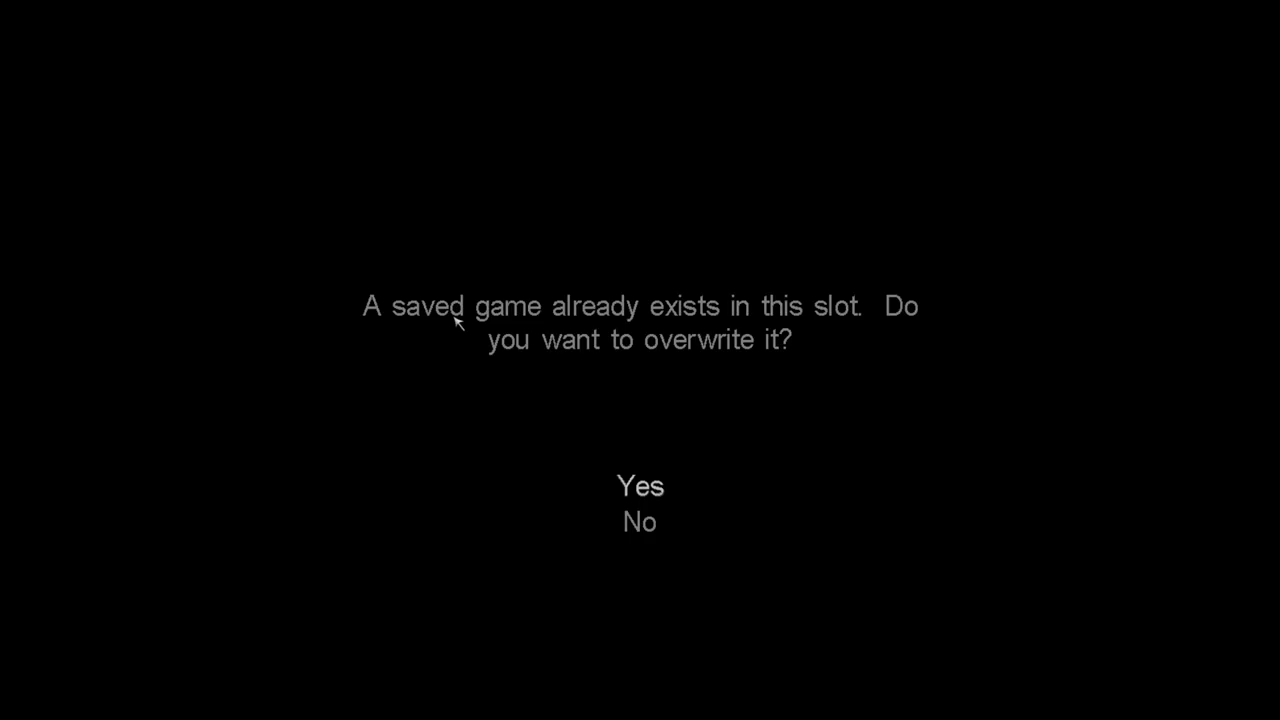 A saved game already exists in this slot.  Do
you want to overwrite it?
Yes
No